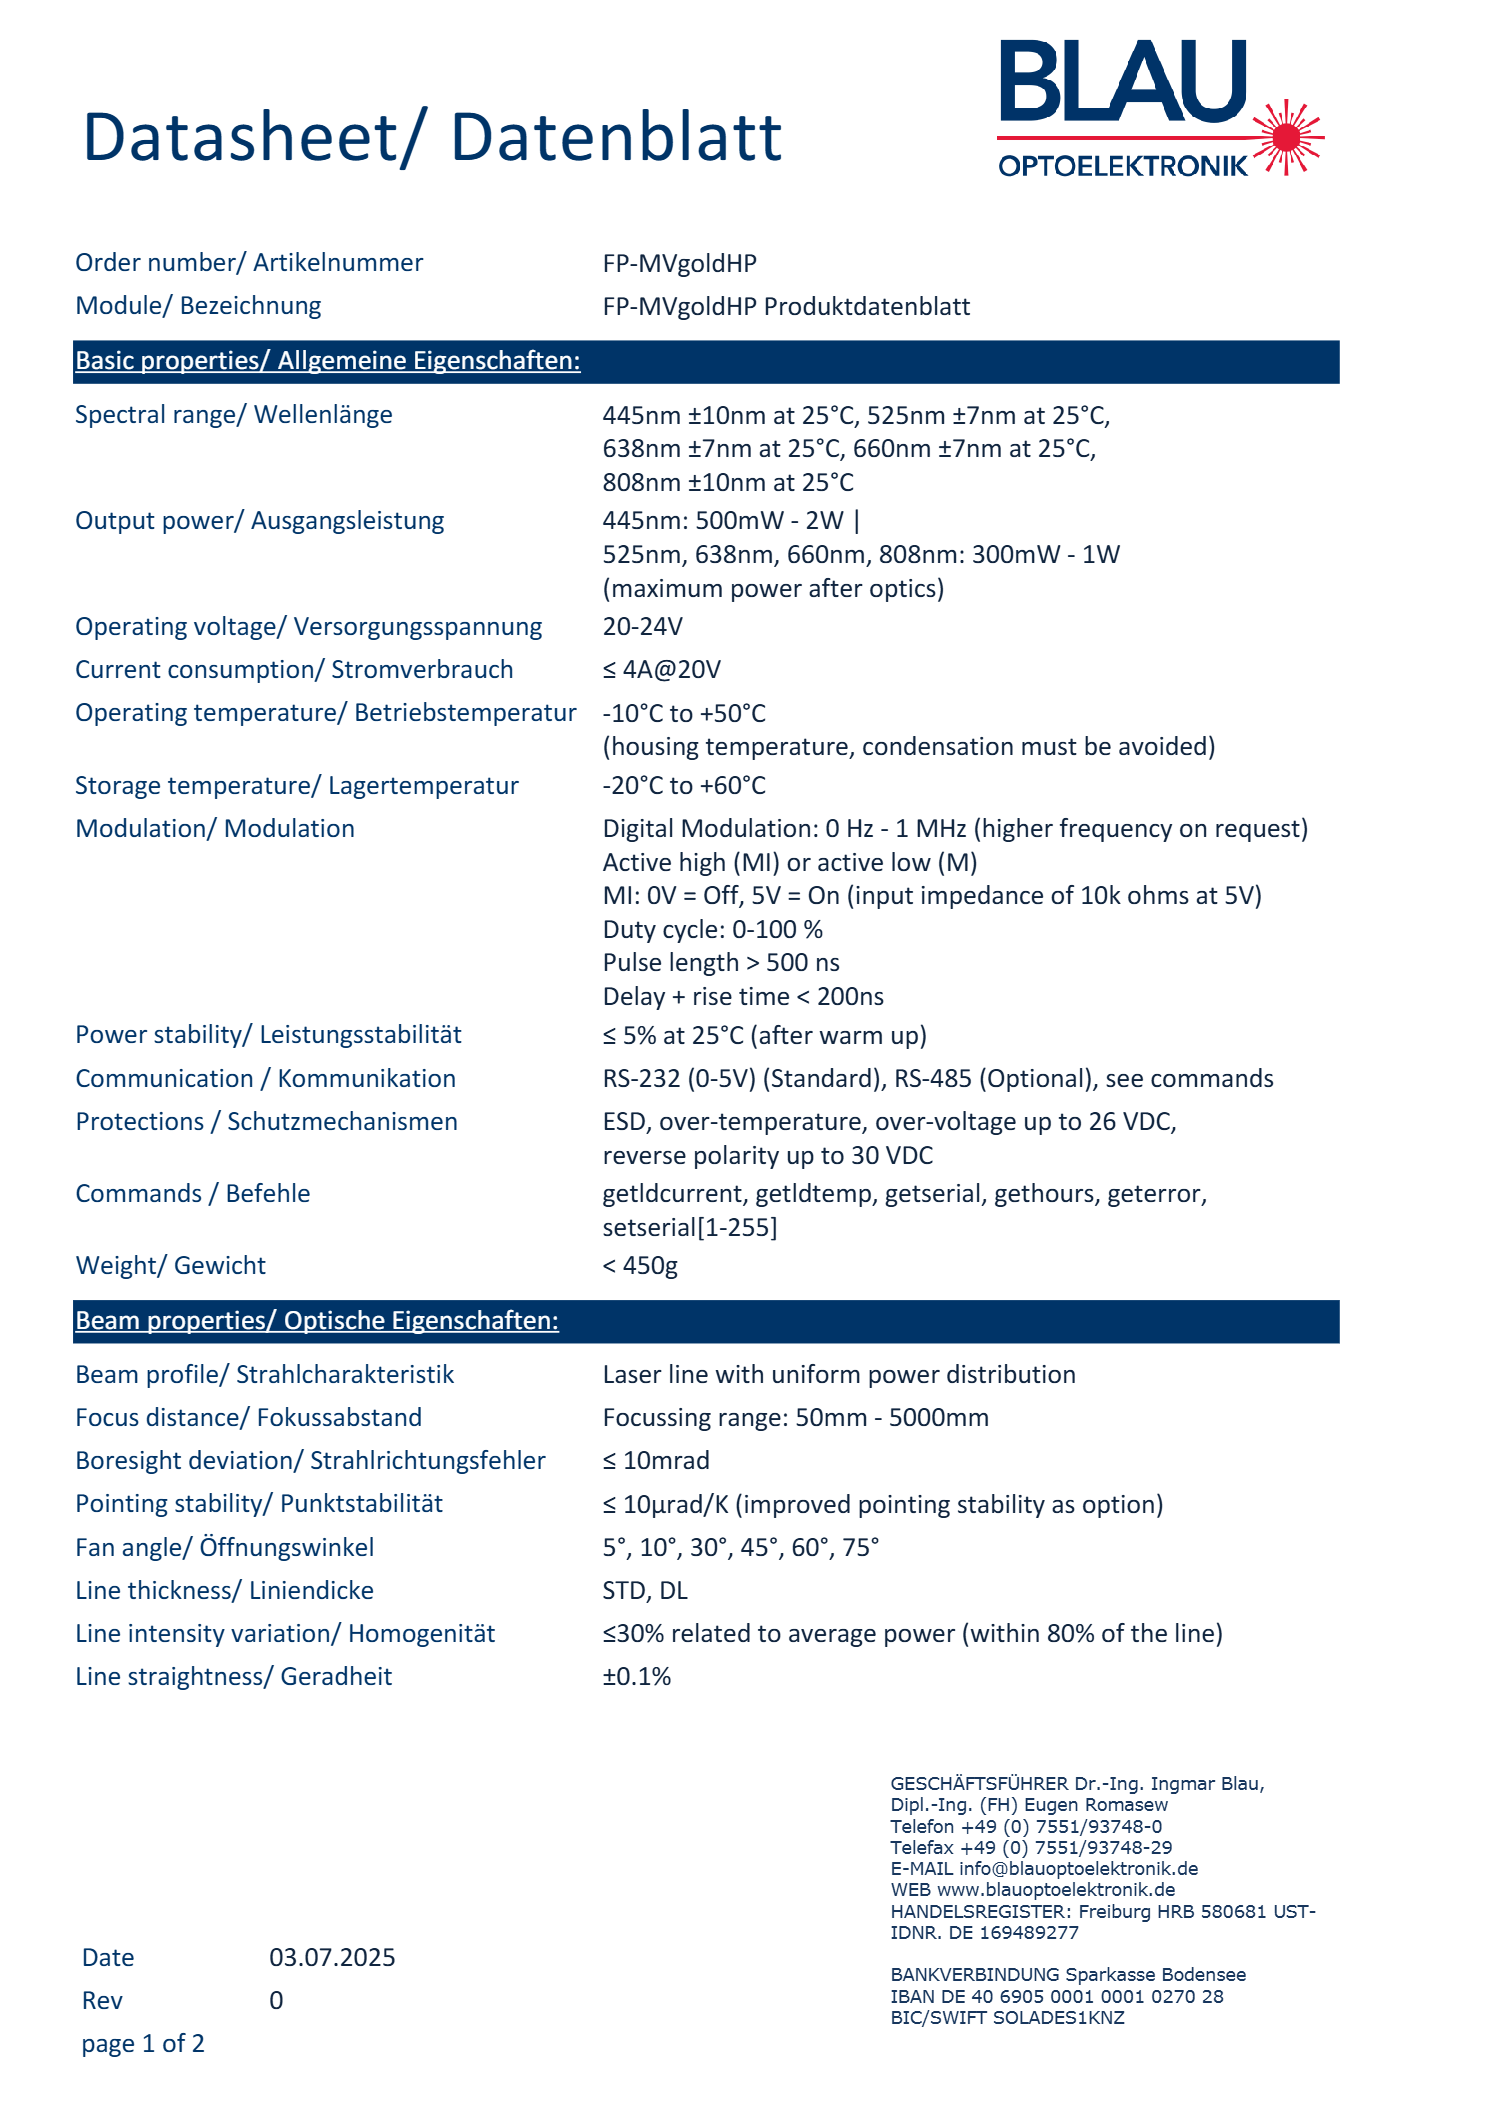 BLAU
OPTOELEKTRONIK
Datasheet/ Datenblatt
Order number/ Artikelnummer FP-MVgoldHP
Module/ Bezeichnung FP-MVgoldHP Produktdatenblatt
Basic properties/ Allgemeine Eigenschaften:
Spectral range/ Wellenlänge 445nm ±10nm at 25°C, 525nm ±7nm at 25°C,
638nm ±7nm at 25°C, 660nm ±7nm at 25°C,
808nm ±10nm at 25°C
Output power/ Ausgangsleistung 445nm: 500mW - 2W |
525nm, 638nm, 660nm, 808nm: 300mW - 1W
(maximum power after optics)
Operating voltage/ Versorgungsspannung 20-24V
Current consumption/ Stromverbrauch ≤ 4A@20V
Operating temperature/ Betriebstemperatur -10°C to +50°C
(housing temperature, condensation must be avoided)
Storage temperature/ Lagertemperatur -20°C to +60°C
Modulation/ Modulation Digital Modulation: 0 Hz - 1 MHz (higher frequency on request)
Active high (MI) or active low (M)
MI: 0V = Off, 5V = On (input impedance of 10k ohms at 5V)
Duty cycle: 0-100 %
Pulse length > 500 ns
Delay + rise time < 200ns
Power stability/ Leistungsstabilität ≤ 5% at 25°C (after warm up)
Communication / Kommunikation RS-232 (0-5V) (Standard), RS-485 (Optional), see commands
Protections / Schutzmechanismen ESD, over-temperature, over-voltage up to 26 VDC,
reverse polarity up to 30 VDC
Commands / Befehle getldcurrent, getldtemp, getserial, gethours, geterror,
setserial[1-255]
Weight/ Gewicht < 450g
Beam properties/ Optische Eigenschaften:
Beam profile/ Strahlcharakteristik Laser line with uniform power distribution
Focus distance/ Fokussabstand Focussing range: 50mm - 5000mm
Boresight deviation/ Strahlrichtungsfehler ≤ 10mrad
Pointing stability/ Punktstabilität ≤ 10µrad/K (improved pointing stability as option)
Fan angle/ Öffnungswinkel 5°, 10°, 30°, 45°, 60°, 75°
Line thickness/ Liniendicke STD, DL
Line intensity variation/ Homogenität ≤30% related to average power (within 80% of the line)
Line straightness/ Geradheit ±0.1%
GESCHÄFTSFÜHRER Dr.-Ing. Ingmar Blau,
Dipl.-Ing. (FH) Eugen Romasew
Telefon +49 (0) 7551/93748-0
Telefax +49 (0) 7551/93748-29
E-MAIL info@blauoptoelektronik.de
WEB www.blauoptoelektronik.de
HANDELSREGISTER: Freiburg HRB 580681 UST-
IDNR. DE 169489277
BANKVERBINDUNG Sparkasse Bodensee
IBAN DE 40 6905 0001 0001 0270 28
BIC/SWIFT SOLADES1KNZ
Date 03.07.2025
Rev 0
page 1 of 2